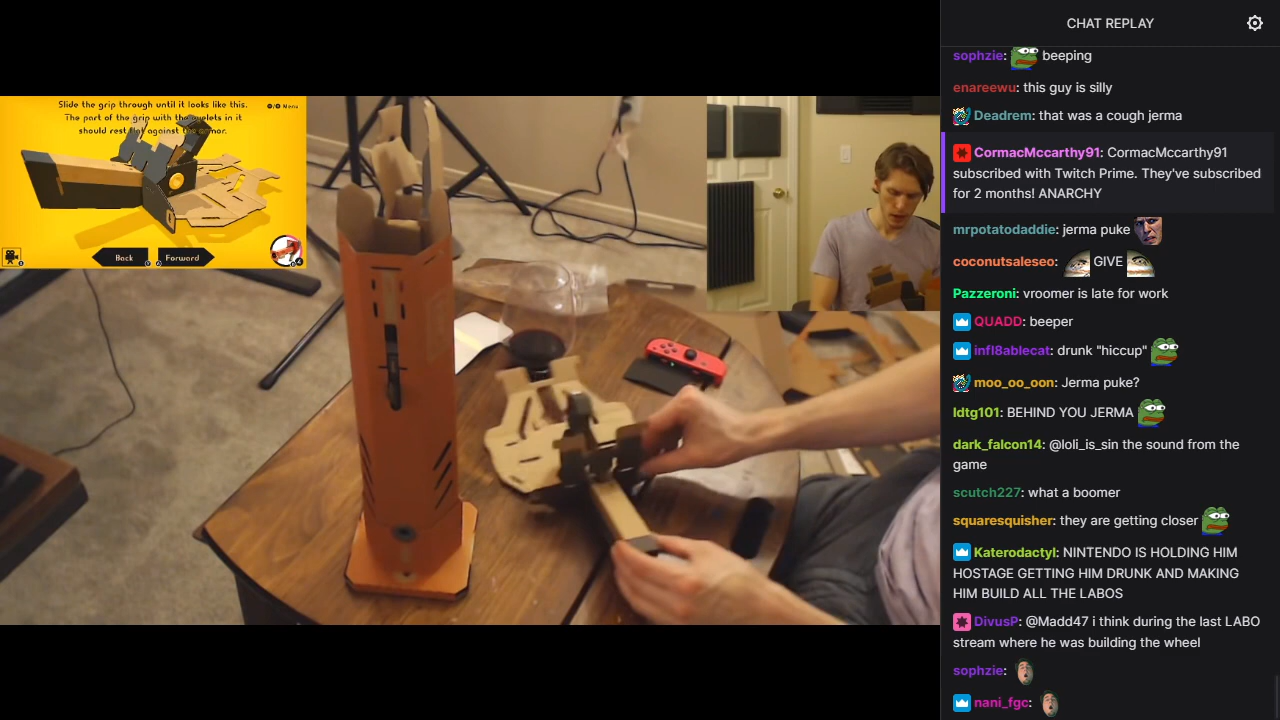 Slide the grip through until it looks like this.
The part of the grip with the eyelets in it
should rest flat against the armor.
Menu
Back
Forward
CHAT REPLAY
sophzie: beeping
enareewu: this guy is silly
Deadrem: that was a cough jerma
CormacMccarthy91: CormacMccarthy91
subscribed with Twitch Prime. They've subscribed
for 2 months! ANARCHY
mrpotatodaddie: jerma puke
coconutsaleseo: GIVE
Pazzeroni: vroomer is late for work
QUADD: beeper
infl8ablecat: drunk "hiccup"
moo_oo_oon: Jerma puke?
ldtg101: BEHIND YOU JERMA
dark_falcon14: @loli_is_sin the sound from the
game
scutch227: what a boomer
squaresquisher: they are getting closer
Katerodactyl: NINTENDO IS HOLDING HIM
HOSTAGE GETTING HIM DRUNK AND MAKING
HIM BUILD ALL THE LABOS
DivusP: @Madd47 i think during the last LABO
stream where he was building the wheel
sophzie:
nani_fgc: